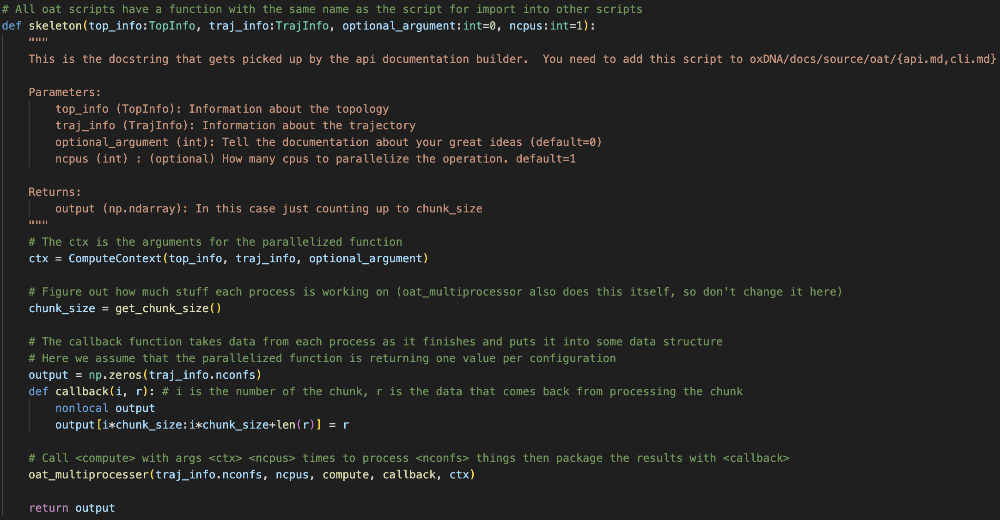 # All oat scripts have a function with the same name as the script for import into other scripts
def skeleton(top_info:TopInfo, traj_info:TrajInfo, optional_argument:int=0, ncpus:int=1):
    """
    This is the docstring that gets picked up by the api documentation builder.  You need to add this script to oxDNA/docs/source/oat/{api.md,cli.md}

    Parameters:
        top_info (TopInfo): Information about the topology
        traj_info (TrajInfo): Information about the trajectory
        optional_argument (int): Tell the documentation about your great ideas (default=0)
        ncpus (int) : (optional) How many cpus to parallelize the operation. default=1

    Returns:
        output (np.ndarray): In this case just counting up to chunk_size
    """
    # The ctx is the arguments for the parallelized function
    ctx = ComputeContext(top_info, traj_info, optional_argument)

    # Figure out how much stuff each process is working on (oat_multiprocessor also does this itself, so don't change it here)
    chunk_size = get_chunk_size()

    # The callback function takes data from each process as it finishes and puts it into some data structure
    # Here we assume that the parallelized function is returning one value per configuration
    output = np.zeros(traj_info.nconfs)
    def callback(i, r): # i is the number of the chunk, r is the data that comes back from processing the chunk
        nonlocal output
        output[i*chunk_size:i*chunk_size+len(r)] = r

    # Call <compute> with args <ctx> <ncpus> times to process <nconfs> things then package the results with <callback>
    oat_multiprocesser(traj_info.nconfs, ncpus, compute, callback, ctx)

    return output